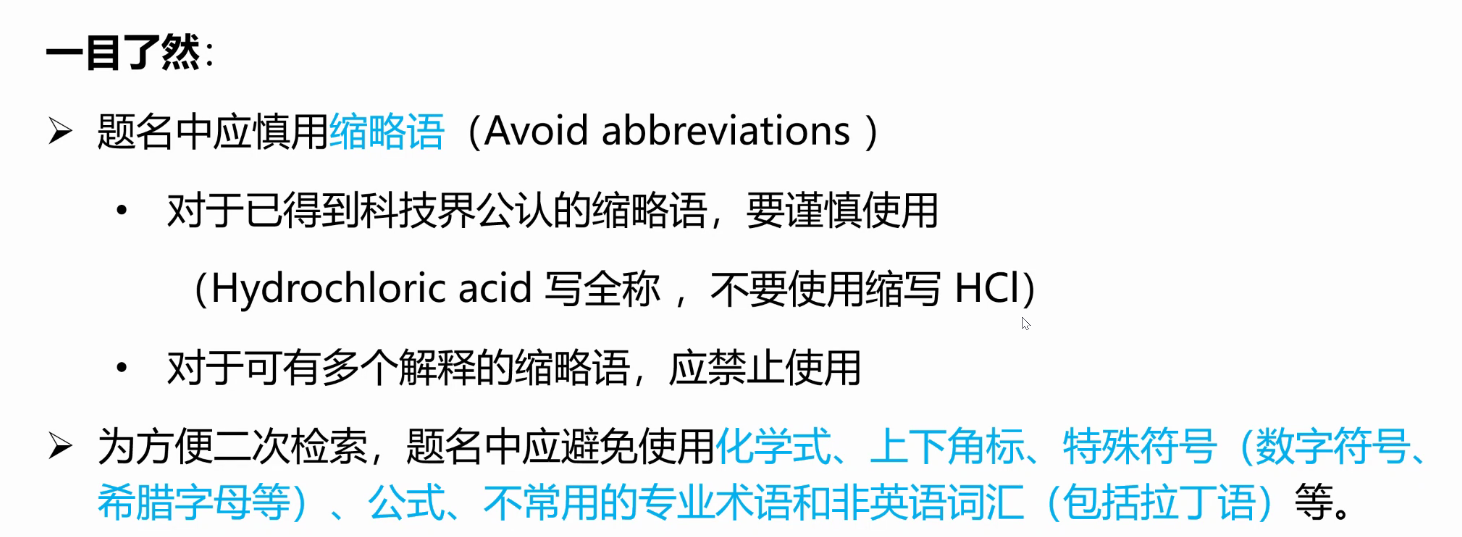 一目了然：
➢ 题名中应慎用缩略语（Avoid abbreviations ）
• 对于已得到科技界公认的缩略语，要谨慎使用
（Hydrochloric acid 写全称 ，不要使用缩写 HCl）
• 对于可有多个解释的缩略语，应禁止使用
➢ 为方便二次检索，题名中应避免使用化学式、上下角标、特殊符号（数字符号、
希腊字母等）、公式、不常用的专业术语和非英语词汇（包括拉丁语）等。